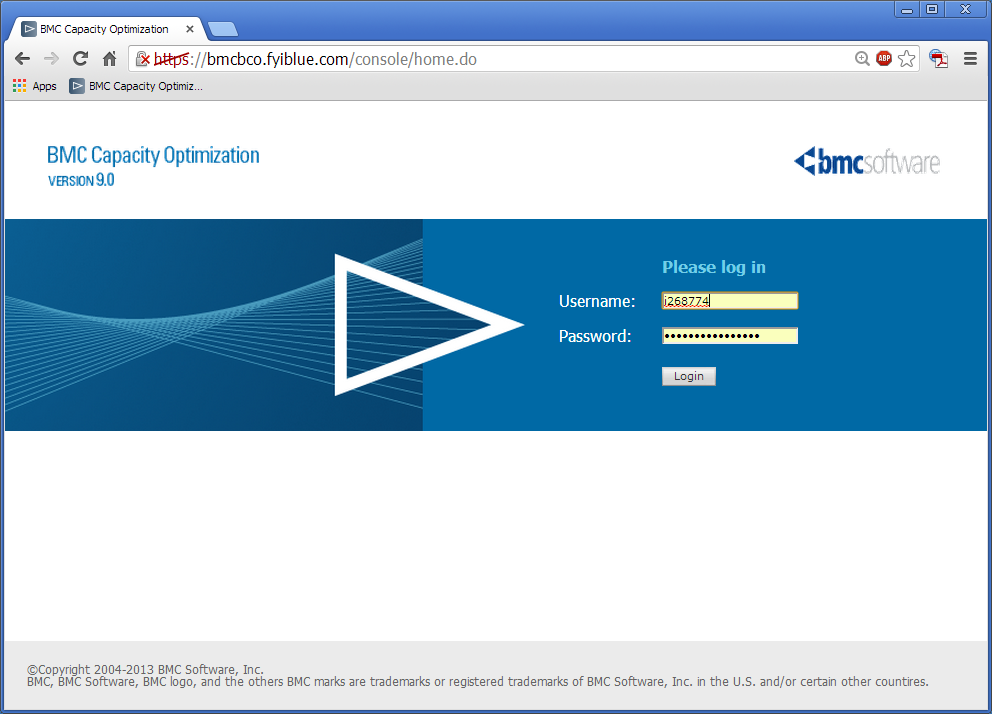 BMC Capacity Optimization
https://bmcbco.fyiblue.com/console/home.do
ABP
Apps
BMC Capacity Optimiz...
BMC Capacity Optimization
VERSION 9.0
bmcsoftware
Please log in
Username: i268774
Password: ••••••••••••••••
Login
©Copyright 2004-2013 BMC Software, Inc.
BMC, BMC Software, BMC logo, and the others BMC marks are trademarks or registered trademarks of BMC Software, Inc. in the U.S. and/or certain other countires.